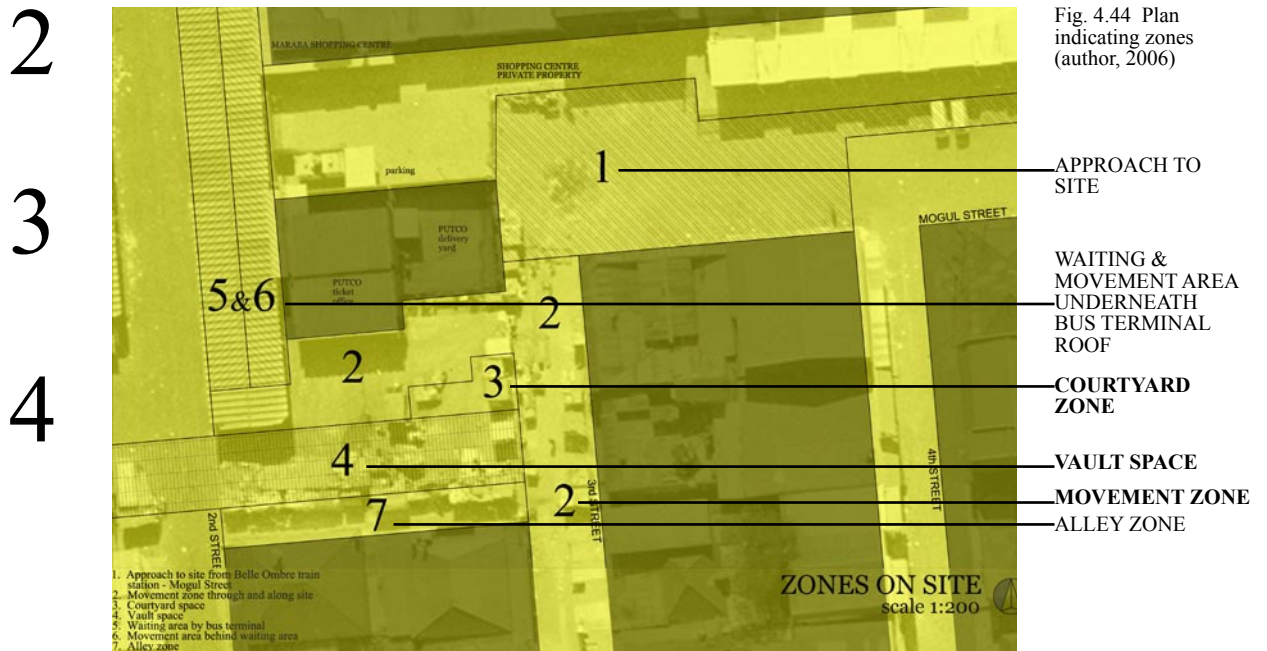 2
3
4
MARABA SHOPPING CENTRE
SHOPPING CENTRE
PRIVATE PROPERTY
1
parking
PUTCO
delivery
yard
MOGUL STREET
PUTCO
ticket
office
5&6
2
2
3
4
2
7
2nd STREE
3rd STREET
4th STREET
1. Approach to site from Belle Ombre train
station - Mogul Street
2. Movement zone through and along site
3. Courtyard space
4. Vault space
5. Waiting area by bus terminal
6. Movement area behind waiting area
7. Alley zone
ZONES ON SITE
scale 1:200
Fig. 4.44 Plan
indicating zones
(author, 2006)
APPROACH TO
SITE
WAITING &
MOVEMENT AREA
UNDERNEATH
BUS TERMINAL
ROOF
COURTYARD
ZONE
VAULT SPACE
MOVEMENT ZONE
ALLEY ZONE